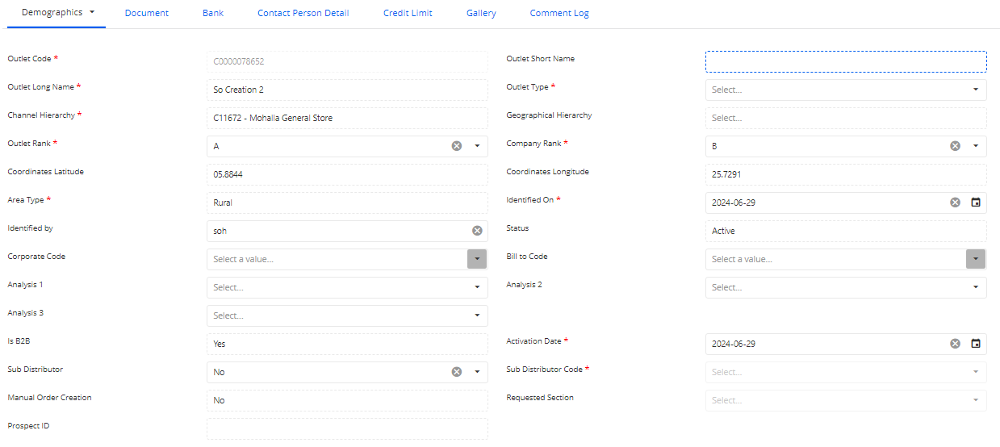 Demographics Document Bank Contact Person Detail Credit Limit Gallery Comment Log
Outlet Code * C0000078652 Outlet Short Name
Outlet Long Name * So Creation 2 Outlet Type * Select...
Channel Hierarchy * C11672 - Mohalla General Store Geographical Hierarchy Select...
Outlet Rank * A Company Rank * B
Coordinates Latitude 05.8844 Coordinates Longitude 25.7291
Area Type * Rural Identified On * 2024-06-29
Identified by soh Status Active
Corporate Code Select a value... Bill to Code Select a value...
Analysis 1 Select... Analysis 2 Select...
Analysis 3 Select...
Is B2B Yes Activation Date * 2024-06-29
Sub Distributor No Sub Distributor Code * Select...
Manual Order Creation No Requested Section Select...
Prospect ID